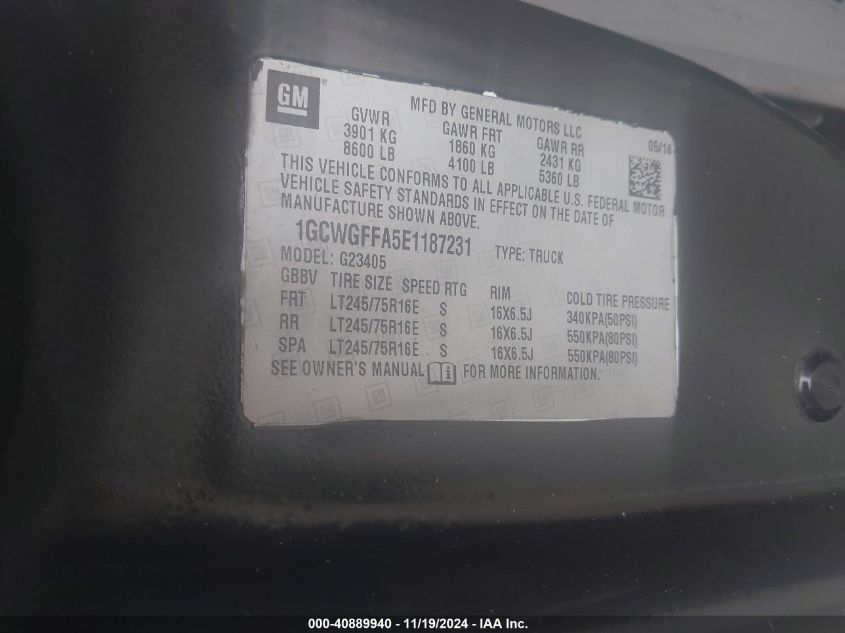 GM ®
MFD BY GENERAL MOTORS LLC
GVWR GAWR FRT GAWR RR 05/14
3901 KG 1860 KG 2431 KG
8600 LB 4100 LB 5360 LB
THIS VEHICLE CONFORMS TO ALL APPLICABLE U.S. FEDERAL MOTOR
VEHICLE SAFETY STANDARDS IN EFFECT ON THE DATE OF
MANUFACTURE SHOWN ABOVE.
1GCWGFFA5E1187231 TYPE: TRUCK
MODEL: G23405
GBBV TIRE SIZE SPEED RTG RIM COLD TIRE PRESSURE
FRT LT245/75R16E S 16X6.5J 340KPA(50PSI)
RR LT245/75R16E S 16X6.5J 550KPA(80PSI)
SPA LT245/75R16E S 16X6.5J 550KPA(80PSI)
SEE OWNER'S MANUAL FOR MORE INFORMATION.
000-40889940 - 11/19/2024 - IAA Inc.